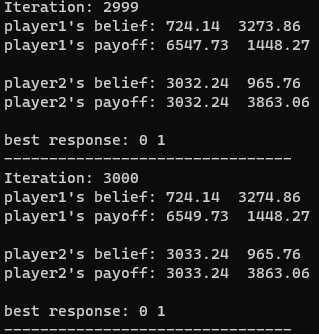 Iteration: 2999
player1's belief: 724.14  3273.86
player1's payoff: 6547.73  1448.27
player2's belief: 3032.24  965.76
player2's payoff: 3032.24  3863.06
best response: 0 1
--------------------------------
Iteration: 3000
player1's belief: 724.14  3274.86
player1's payoff: 6549.73  1448.27
player2's belief: 3033.24  965.76
player2's payoff: 3033.24  3863.06
best response: 0 1
--------------------------------